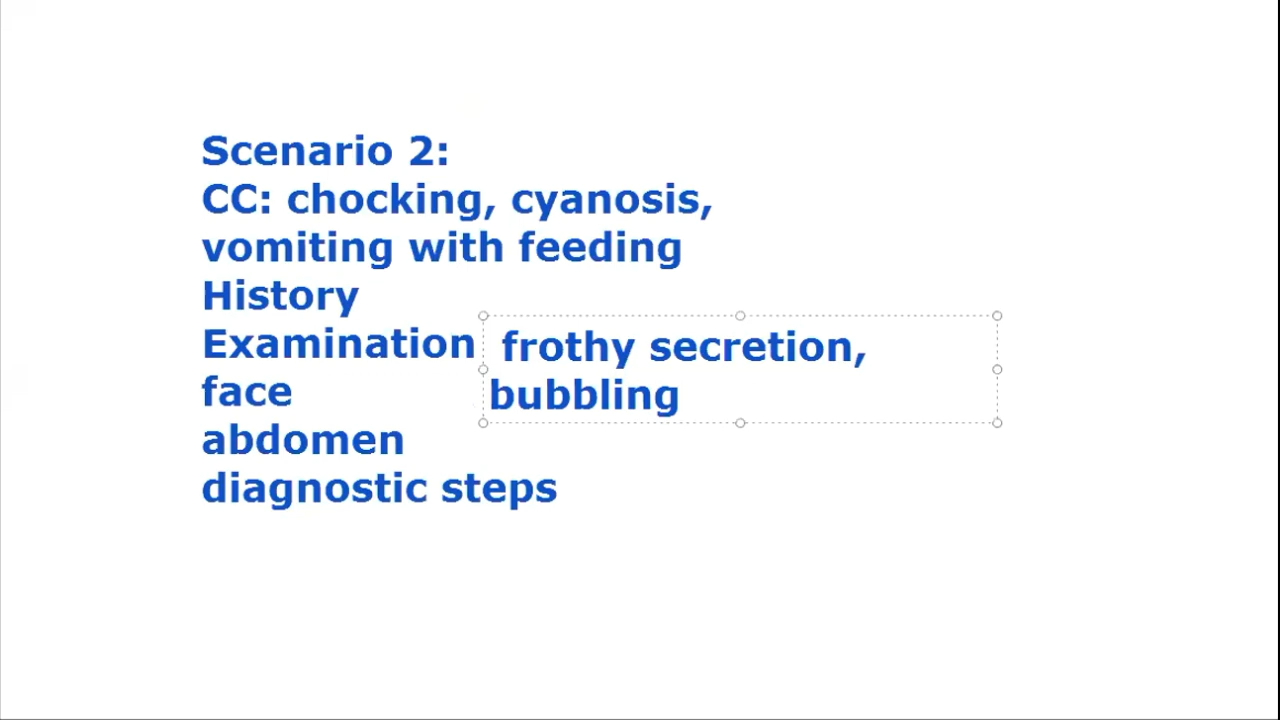 Scenario 2:
CC: chocking, cyanosis,
vomiting with feeding
History
Examination
frothy secretion,
bubbling
face
abdomen
diagnostic steps